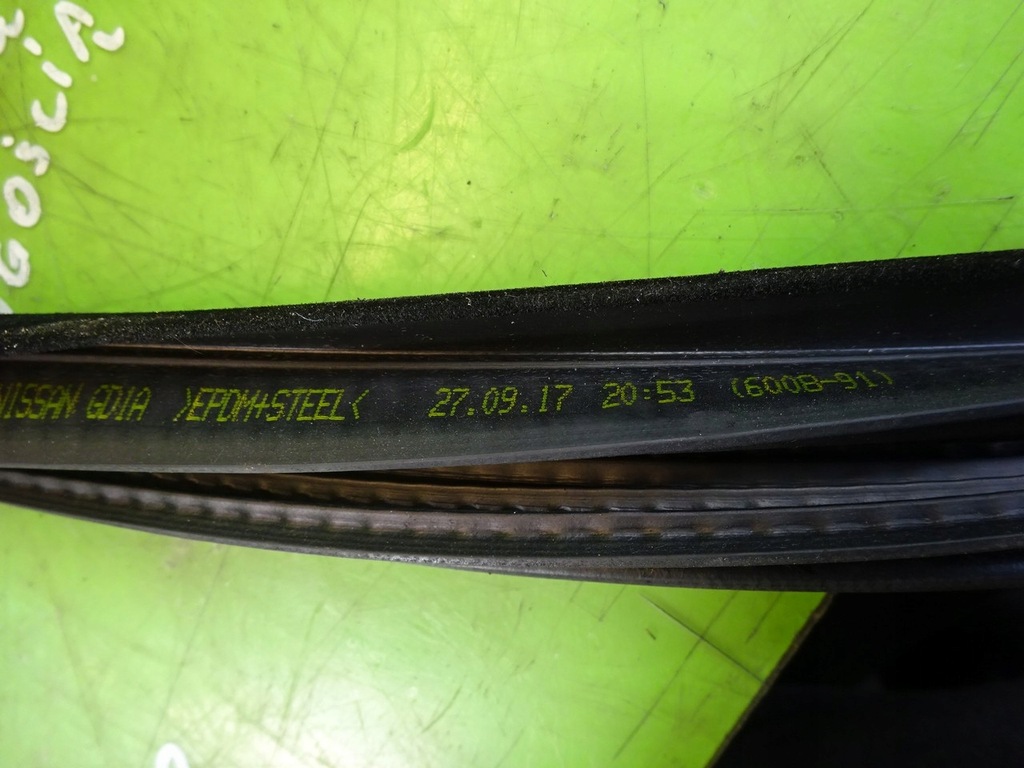 NISSAN GD1A >EPDM+STEEL< 27.09.17 20:53 (6008-91)